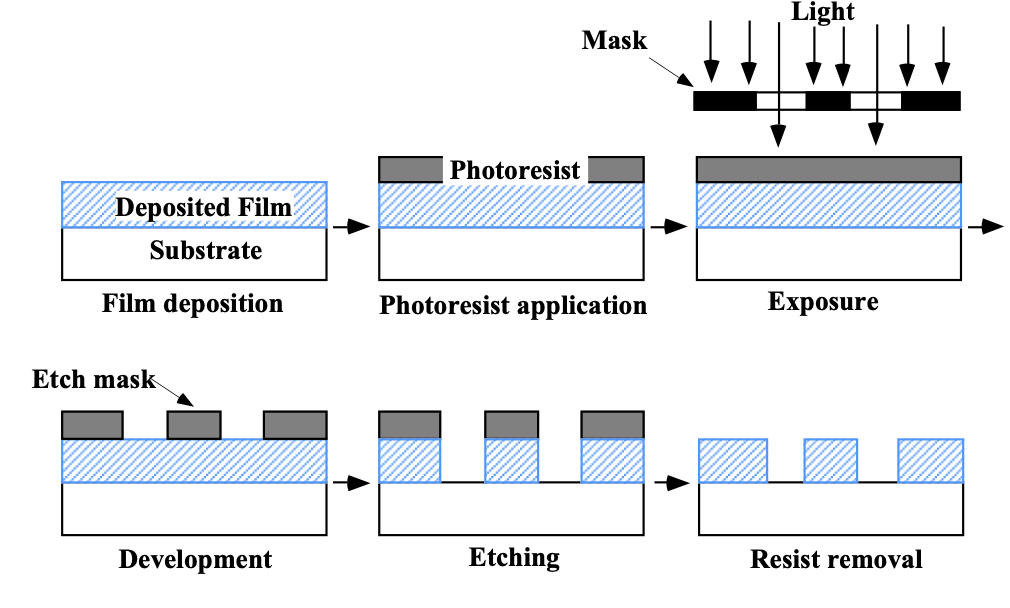 Light
Mask
Photoresist
Deposited Film
Substrate
Film deposition
Photoresist application
Exposure
Etch mask
Development
Etching
Resist removal